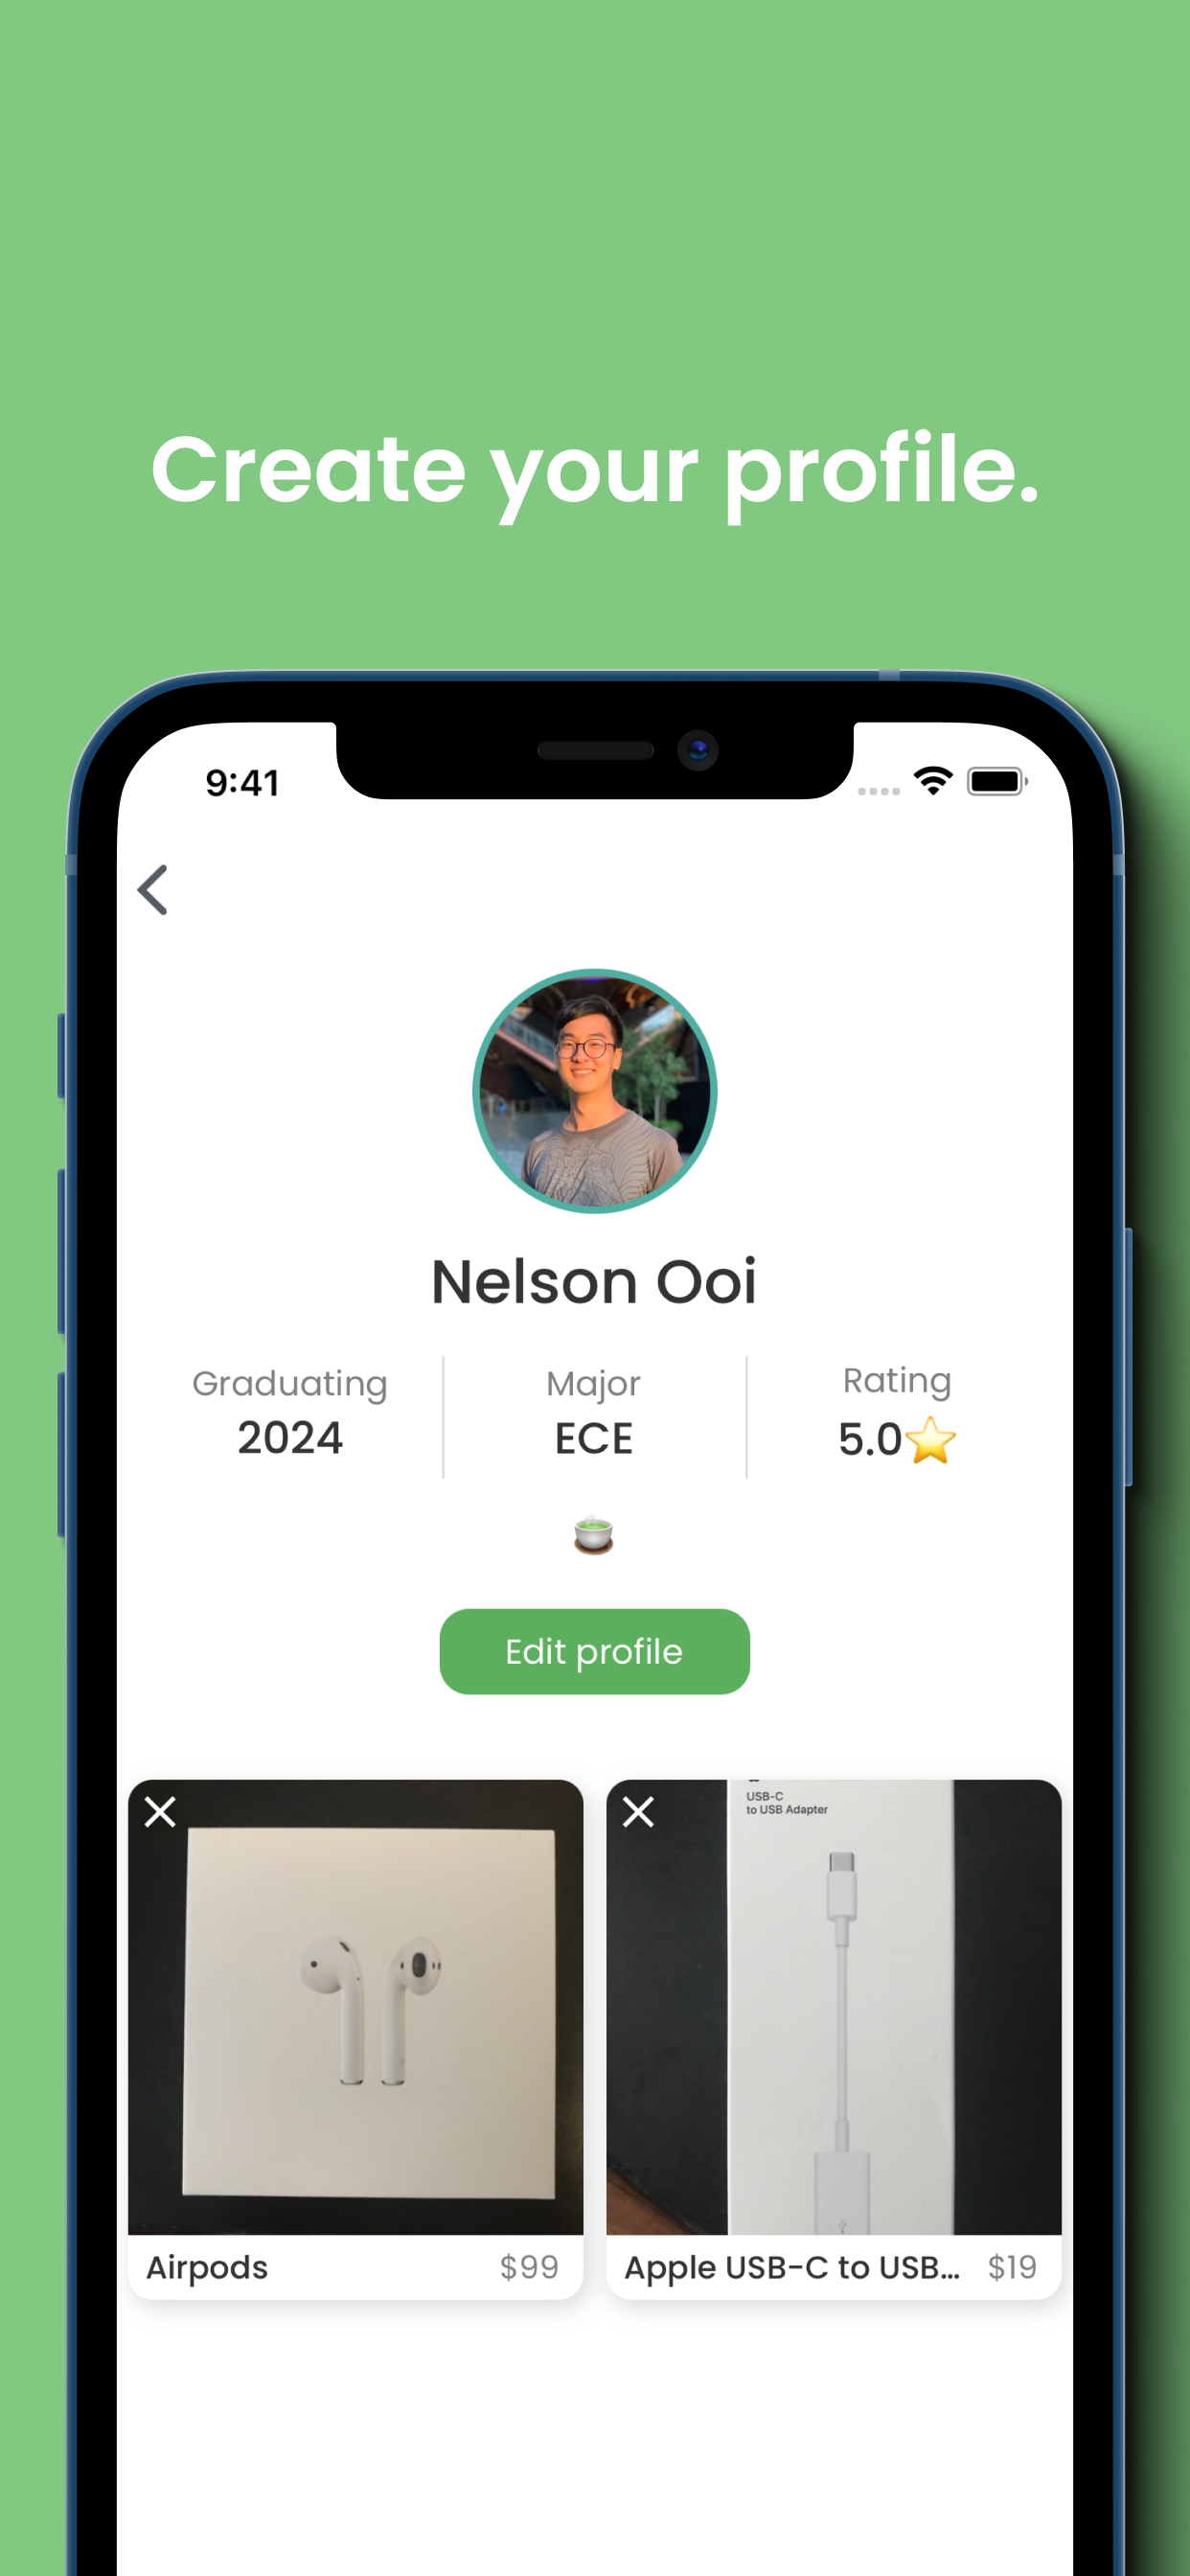 Create your profile.
9:41
Nelson Ooi
Graduating
2024
Major
ECE
Rating
5.0⭐
🍵
Edit profile
USB-C
to USB Adapter
Airpods $99
Apple USB-C to USB... $19